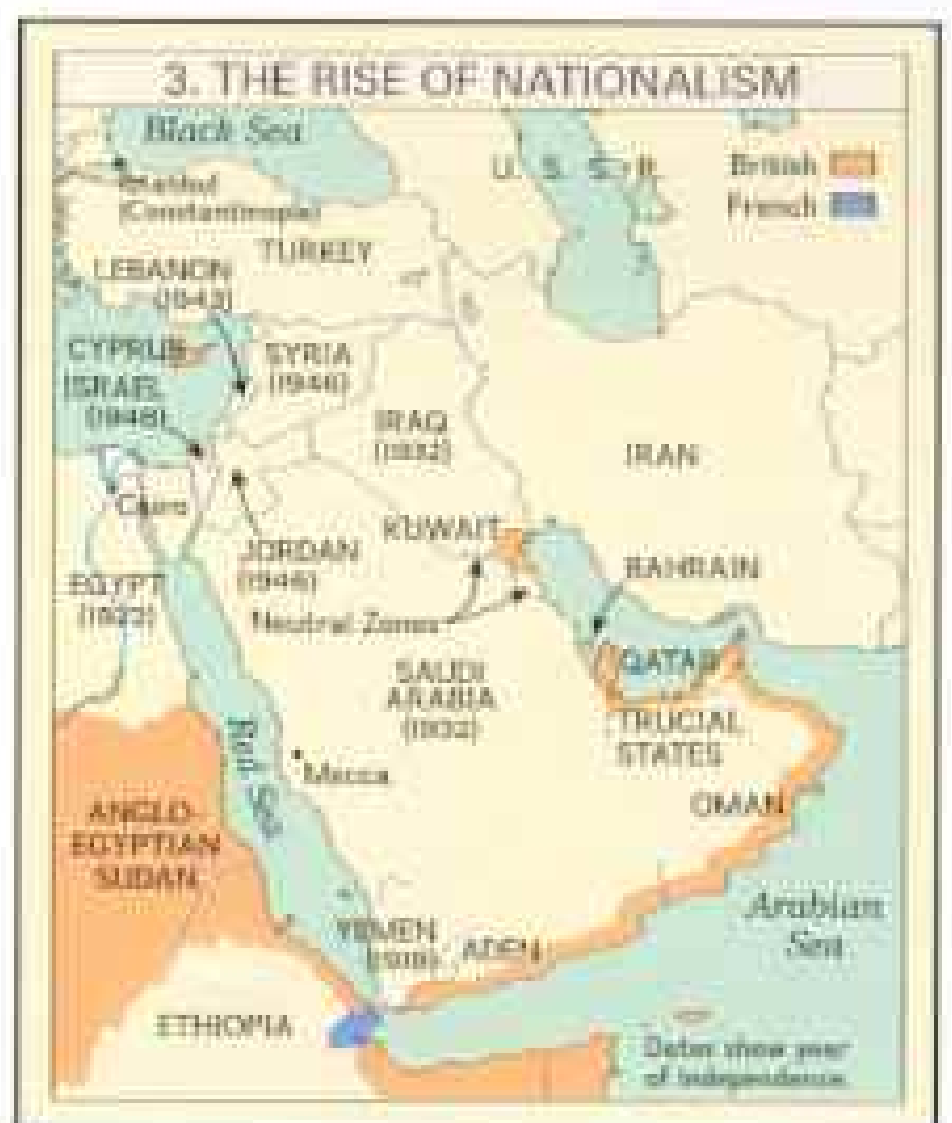 3. THE RISE OF NATIONALISM
Black Sea
U. S. S. R.
British
French
Istanbul
(Constantinople)
TURKEY
LEBANON
(1943)
CYPRUS
SYRIA
(1946)
ISRAEL
(1948)
IRAQ
(1932)
IRAN
Cairo
KUWAIT
JORDAN
(1946)
BAHRAIN
EGYPT
(1922)
Neutral Zones
QATAR
SAUDI
ARABIA
(1932)
TRUCIAL
STATES
Red Sea
Mecca
OMAN
ANGLO-
EGYPTIAN
SUDAN
Arabian
Sea
YEMEN
ADEN
ETHIOPIA
Dates show year
of independence